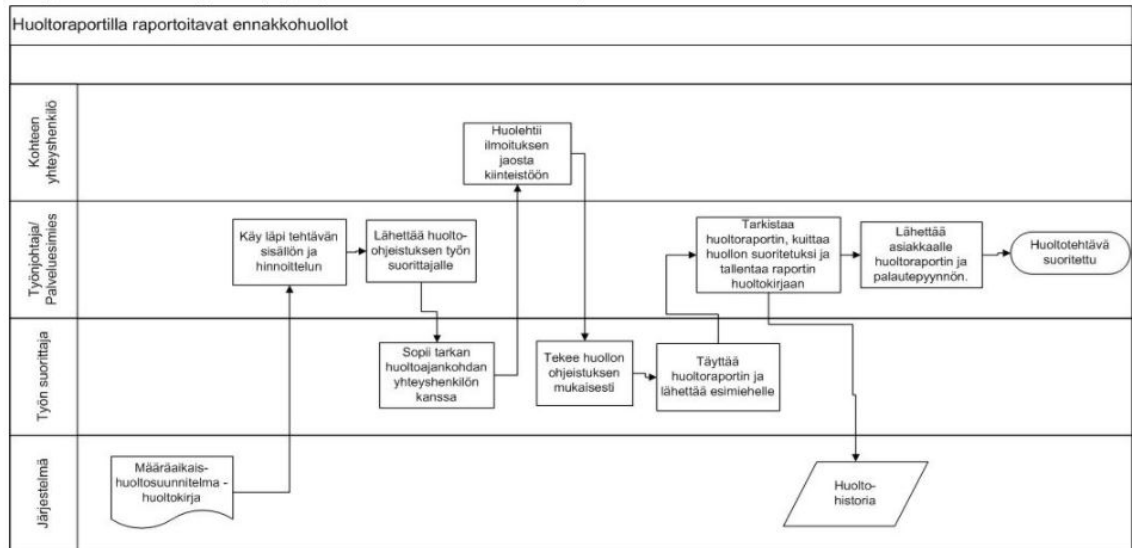 Huoltoraportilla raportoitavat ennakkohuollot
Kohteen
yhteyshenkilö
Huolehtii
ilmoituksen
jaosta
kiinteistöön
Työnjohtaja/
Palveluesimies
Käy läpi tehtävän
sisällön ja
hinnoittelun
Lähettää huolto-
ohjeistuksen työn
suorittajalle
Tarkistaa
huoltoraportin, kuittaa
huollon suoritetuksi ja
tallentaa raportin
huoltokirjaan
Lähettää
asiakkaalle
huoltoraportin ja
palautepyynnön.
Huoltotehtävä
suoritettu
Työn suorittaja
Sopii tarkan
huoltoajankohdan
yhteyshenkilön
kanssa
Tekee huollon
ohjeistuksen
mukaisesti
Täyttää
huoltoraportin ja
lähettää esimiehelle
Järjestelmä
Määräaikais-
huoltosuunnitelma -
huoltokirja
Huolto-
historia